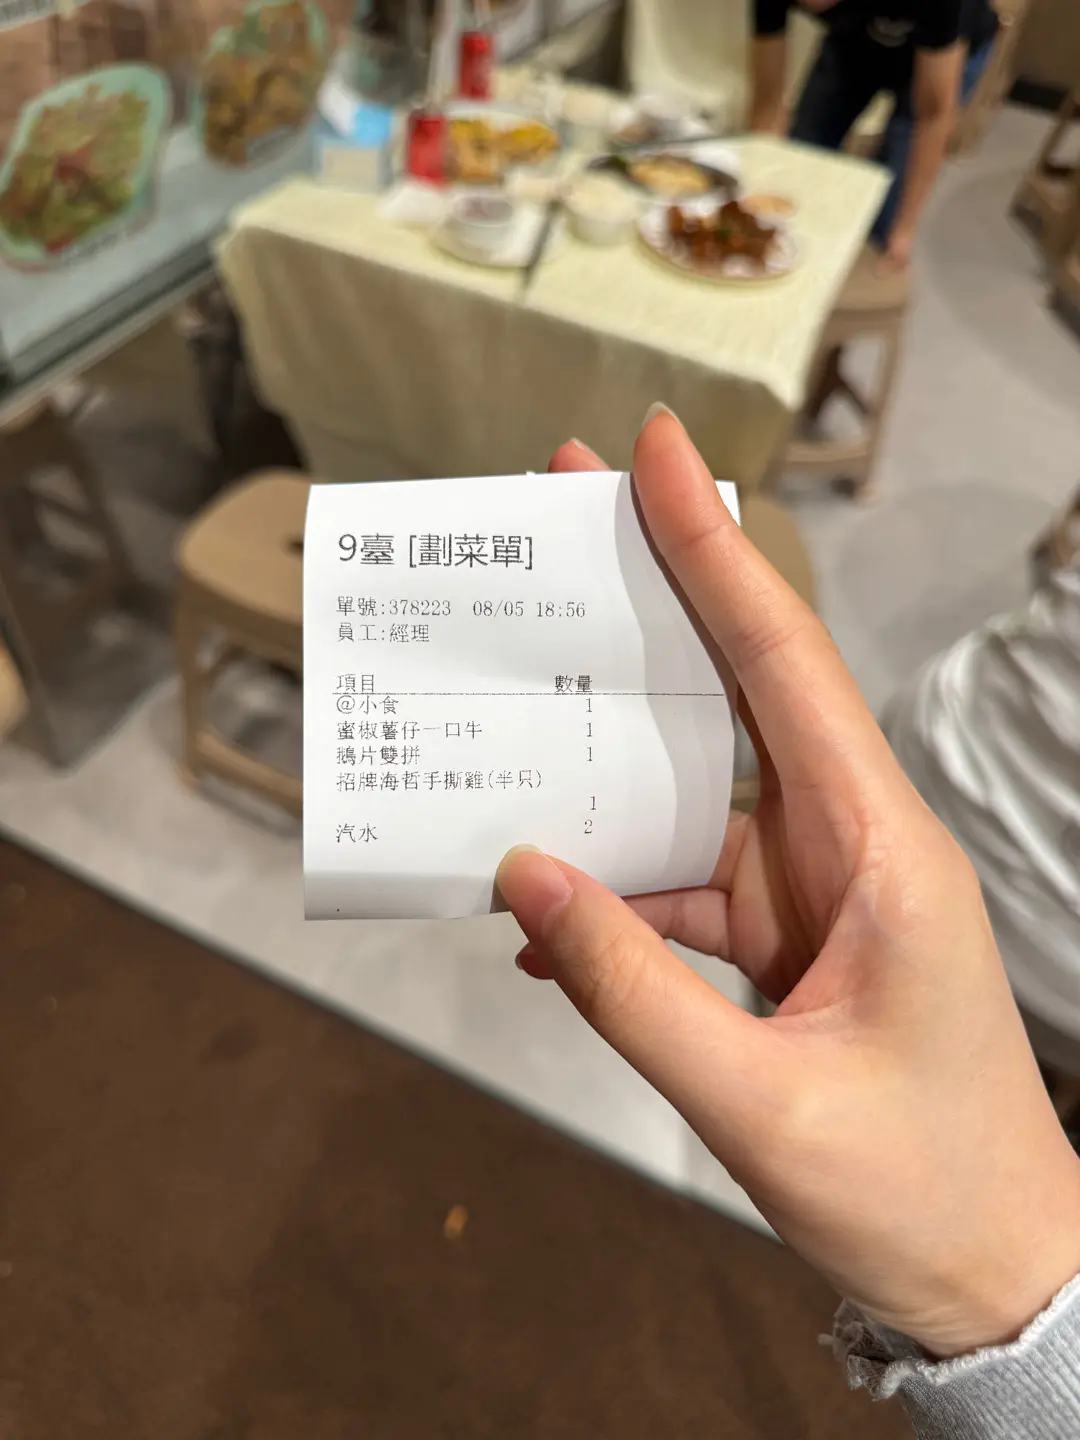 9臺 [劃菜單]
單號:378223 08/05 18:56
員工:經理
項目 數量
@小食 1
蜜椒薯仔一口牛 1
鵝片雙拼 1
招牌海哲手撕雞(半只)
1
汽水 2